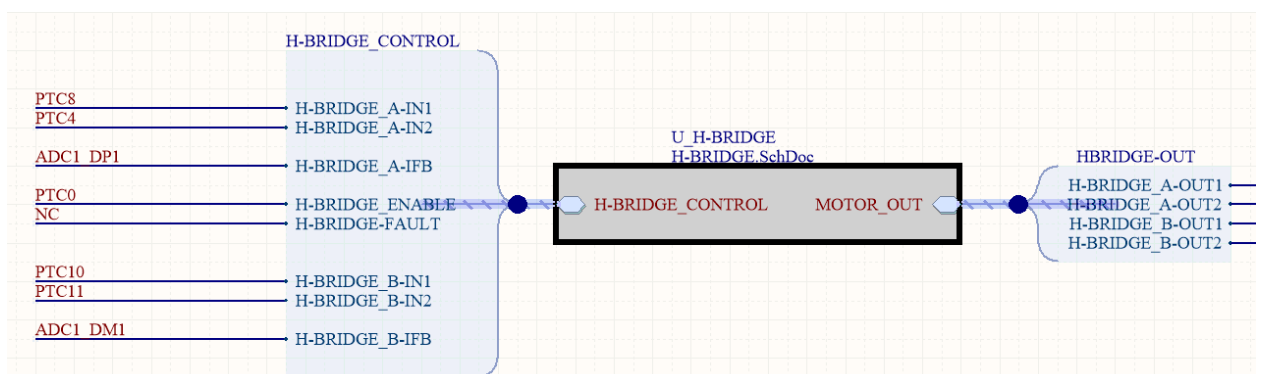 H-BRIDGE_CONTROL
PTC8
H-BRIDGE_A-IN1
PTC4
H-BRIDGE_A-IN2
ADC1_DP1
H-BRIDGE_A-IFB
PTC0
H-BRIDGE_ENABLE
NC
H-BRIDGE-FAULT
PTC10
H-BRIDGE_B-IN1
PTC11
H-BRIDGE_B-IN2
ADC1_DM1
H-BRIDGE_B-IFB
U_H-BRIDGE
H-BRIDGE.SchDoc
H-BRIDGE_CONTROL
MOTOR_OUT
HBRIDGE-OUT
H-BRIDGE_A-OUT1
H-BRIDGE_A-OUT2
H-BRIDGE_B-OUT1
H-BRIDGE_B-OUT2